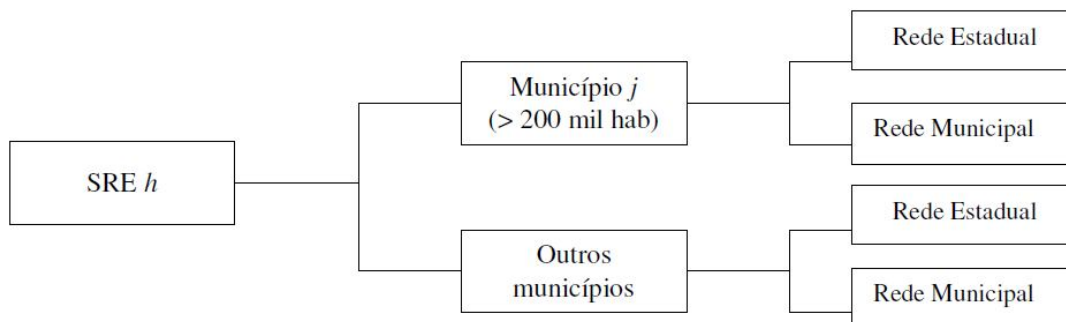 SRE h
Município j
(> 200 mil hab)
Outros
municípios
Rede Estadual
Rede Municipal
Rede Estadual
Rede Municipal